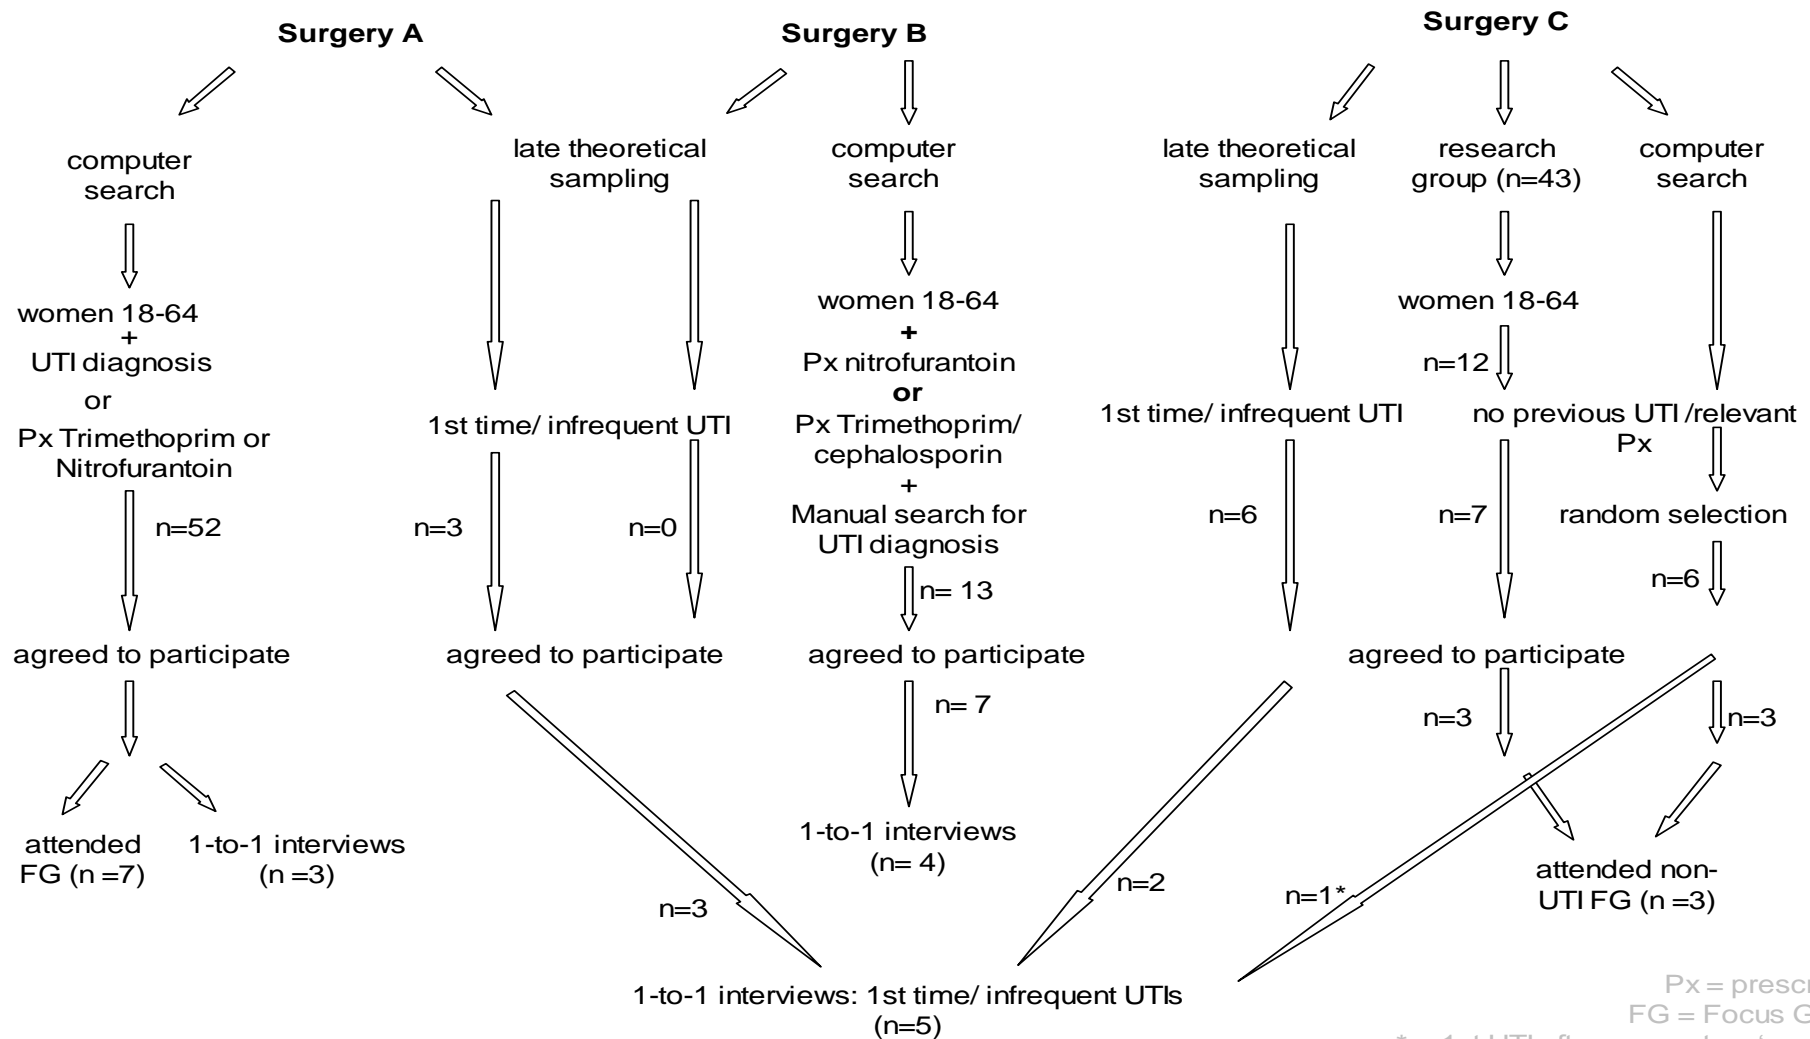 Surgery A
Surgery B
Surgery C
computer
search
late theoretical
sampling
computer
search
late theoretical
sampling
research
group (n=43)
computer
search
women 18-64
+
UTI diagnosis
or
Px Trimethoprim or
Nitrofurantoin
1st time/ infrequent UTI
women 18-64
+
Px nitrofurantoin
or
Px Trimethoprim/
cephalosporin
+
Manual search for
UTI diagnosis
1st time/ infrequent UTI
women 18-64
n=12
no previous UTI /relevant
Px
random selection
n=52
n=3
n=0
n= 13
n=6
n=7
n=6
agreed to participate
agreed to participate
agreed to participate
agreed to participate
n= 7
n=3
n=3
attended
FG (n =7)
1-to-1 interviews
(n =3)
1-to-1 interviews
(n= 4)
attended non-
UTI FG (n =3)
n=3
n=2
n=1*
1-to-1 interviews: 1st time/ infrequent UTIs
(n=5)
Px = prescr
FG = Focus G